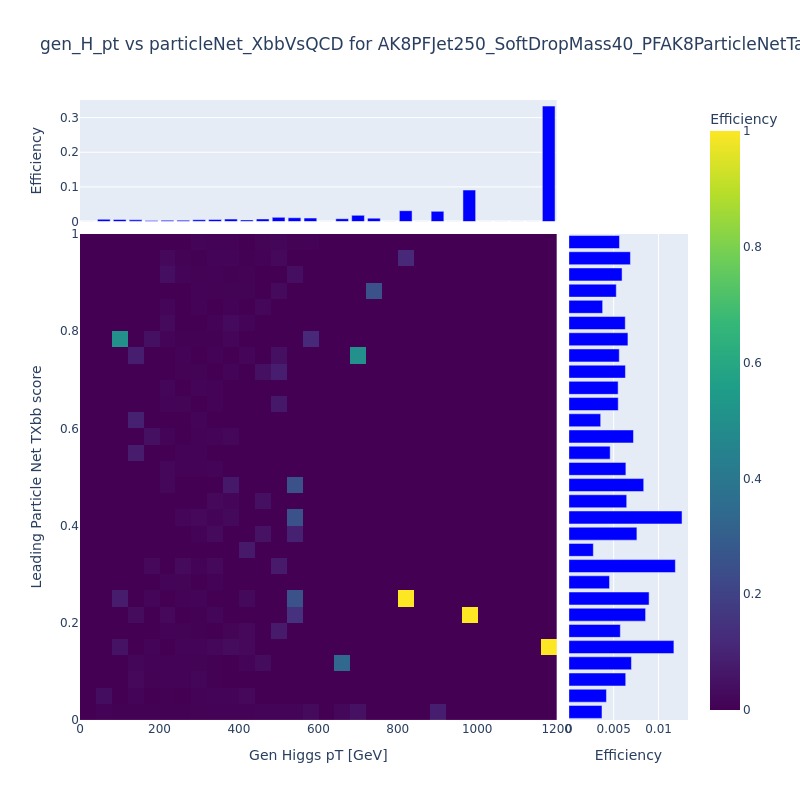 gen_H_pt vs particleNet_XbbVsQCD for AK8PFJet250_SoftDropMass40_PFAK8ParticleNetTa
Efficiency
0.3
0.2
0.1
0
Efficiency
1
0.8
0.6
0.4
0.2
0
Leading Particle Net TXbb score
1
0.8
0.6
0.4
0.2
0
0 200 400 600 800 1000 1200
Gen Higgs pT [GeV]
0 0.005 0.01
Efficiency